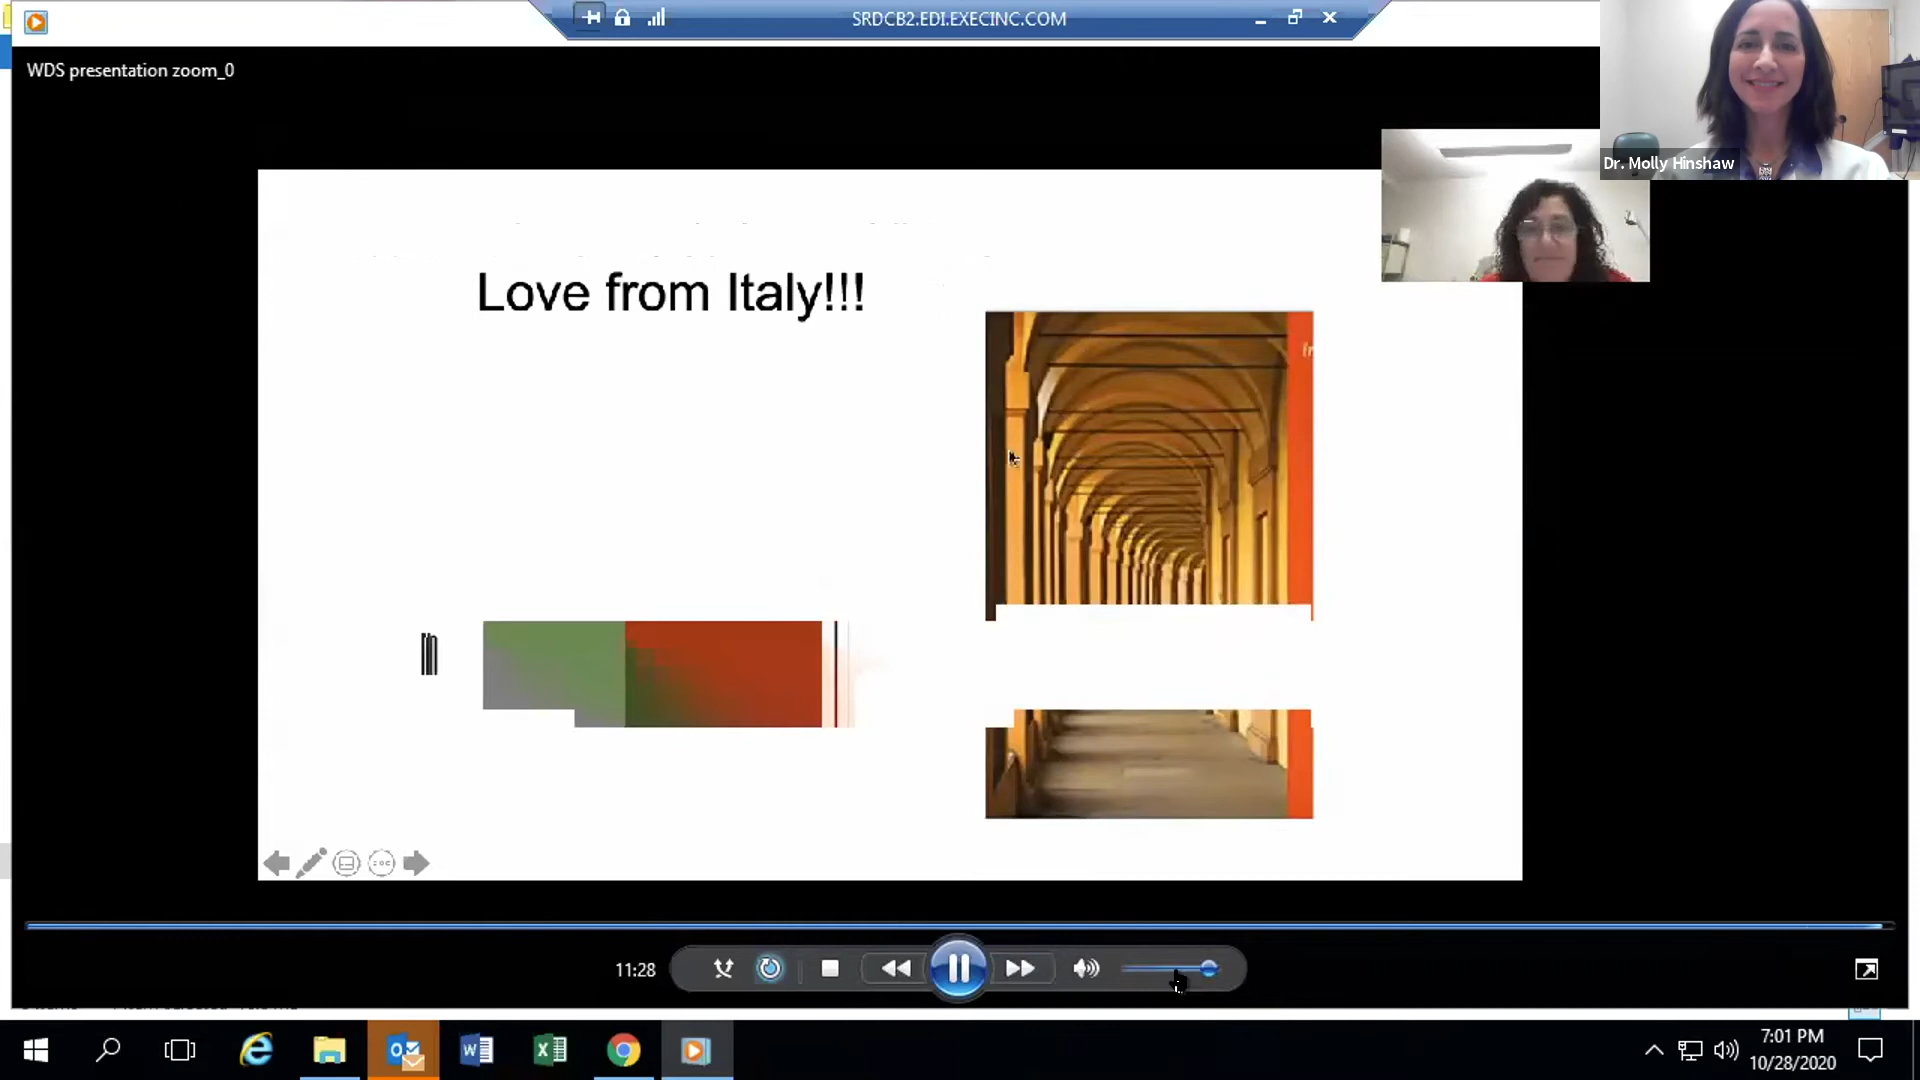 SRDCB2.EDI.EXECINC.COM
WDS presentation zoom_0
Dr. Molly Hinshaw
Love from Italy!!!
fr
11:28
7:01 PM
10/28/2020